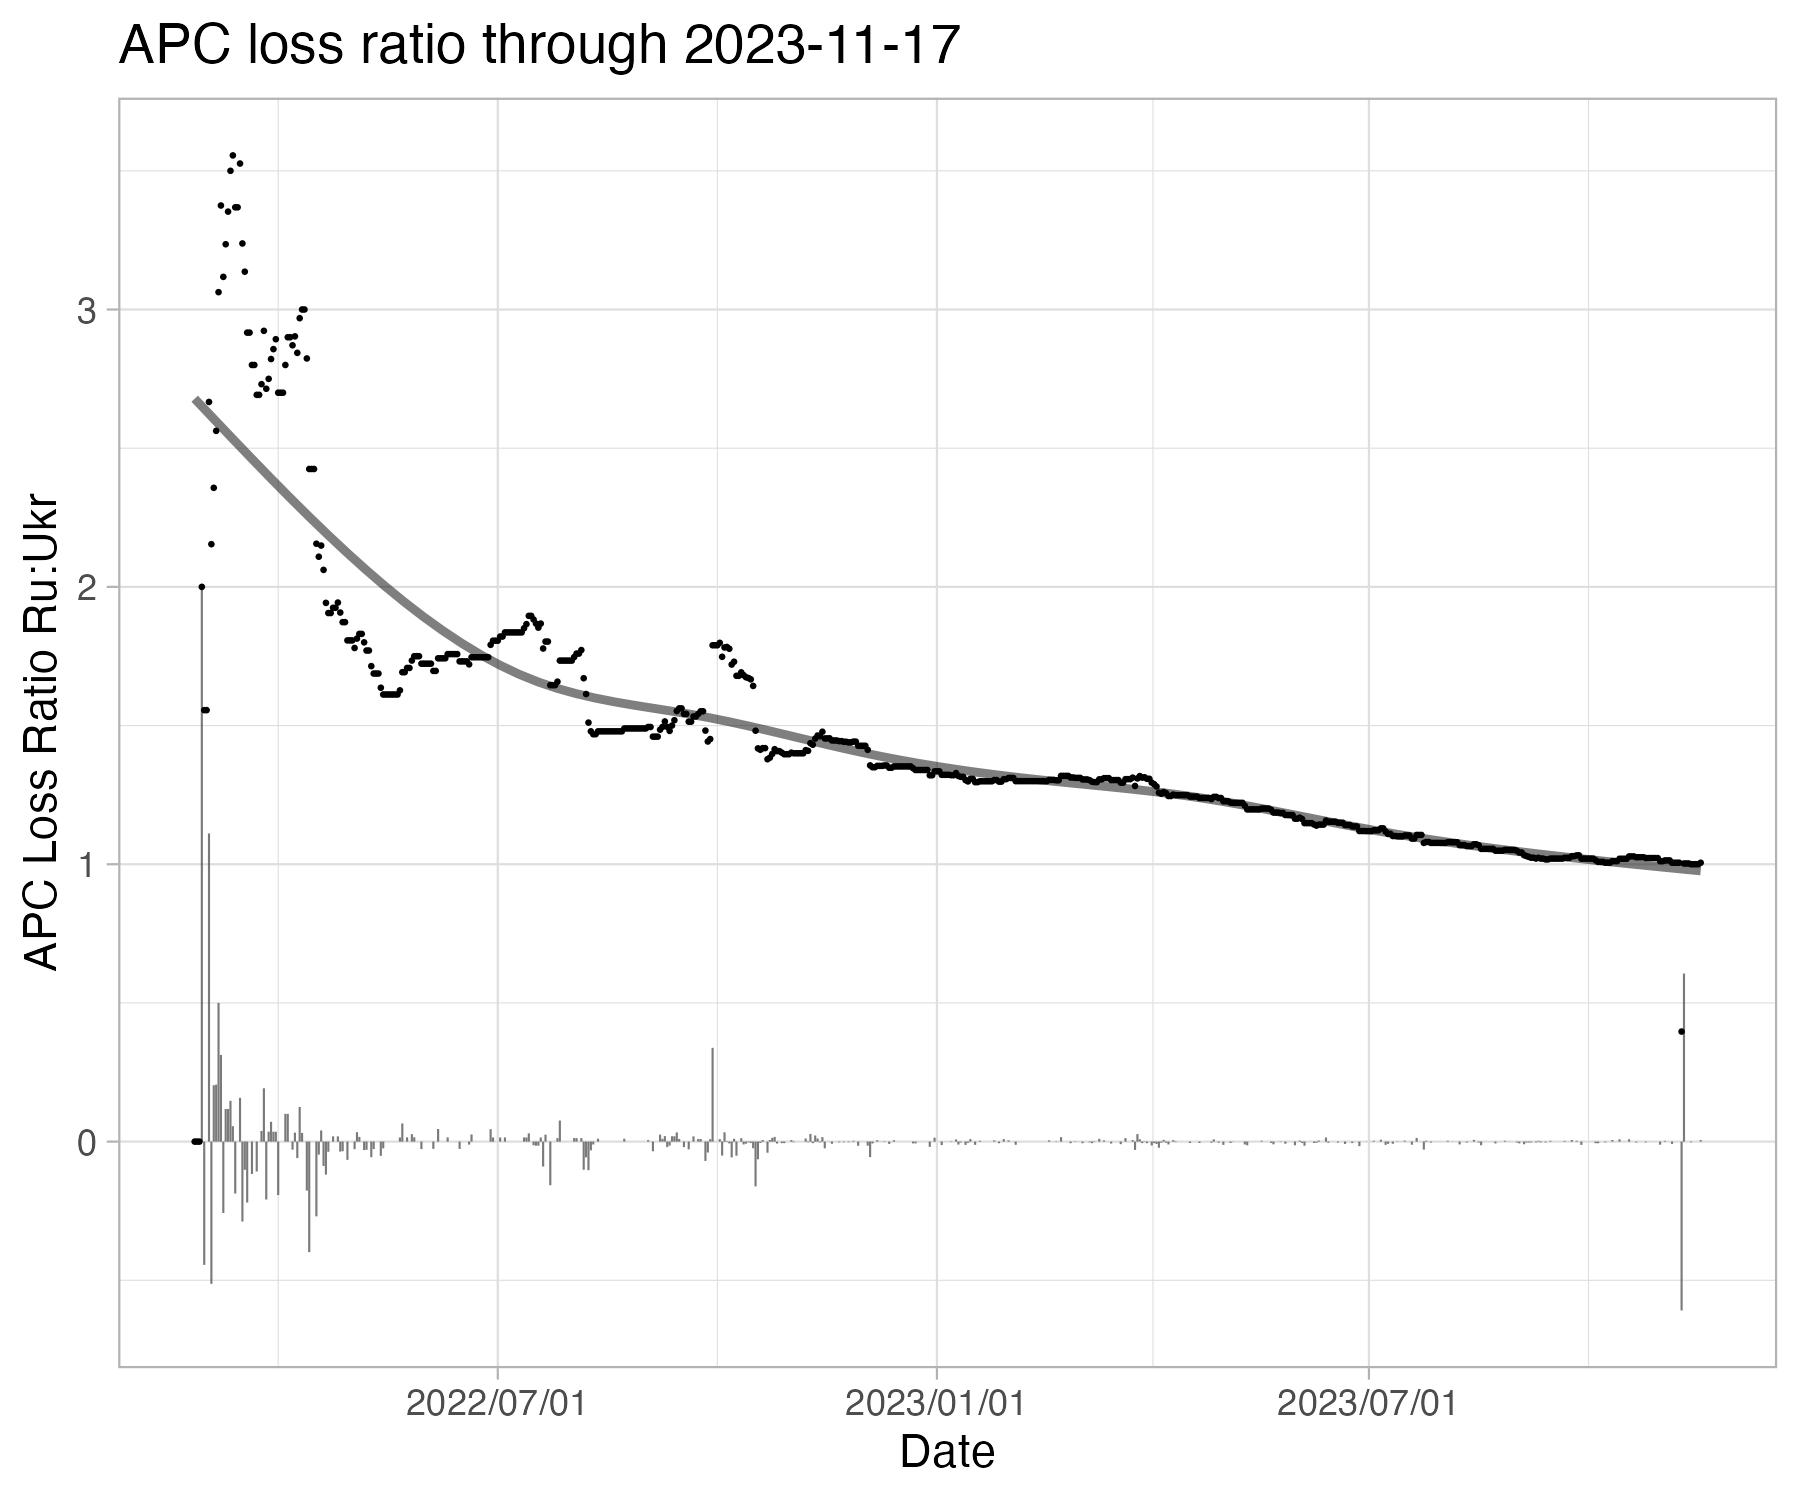 APC loss ratio through 2023-11-17
APC Loss Ratio Ru:Ukr
3
2
1
0
2022/07/01
2023/01/01
2023/07/01
Date